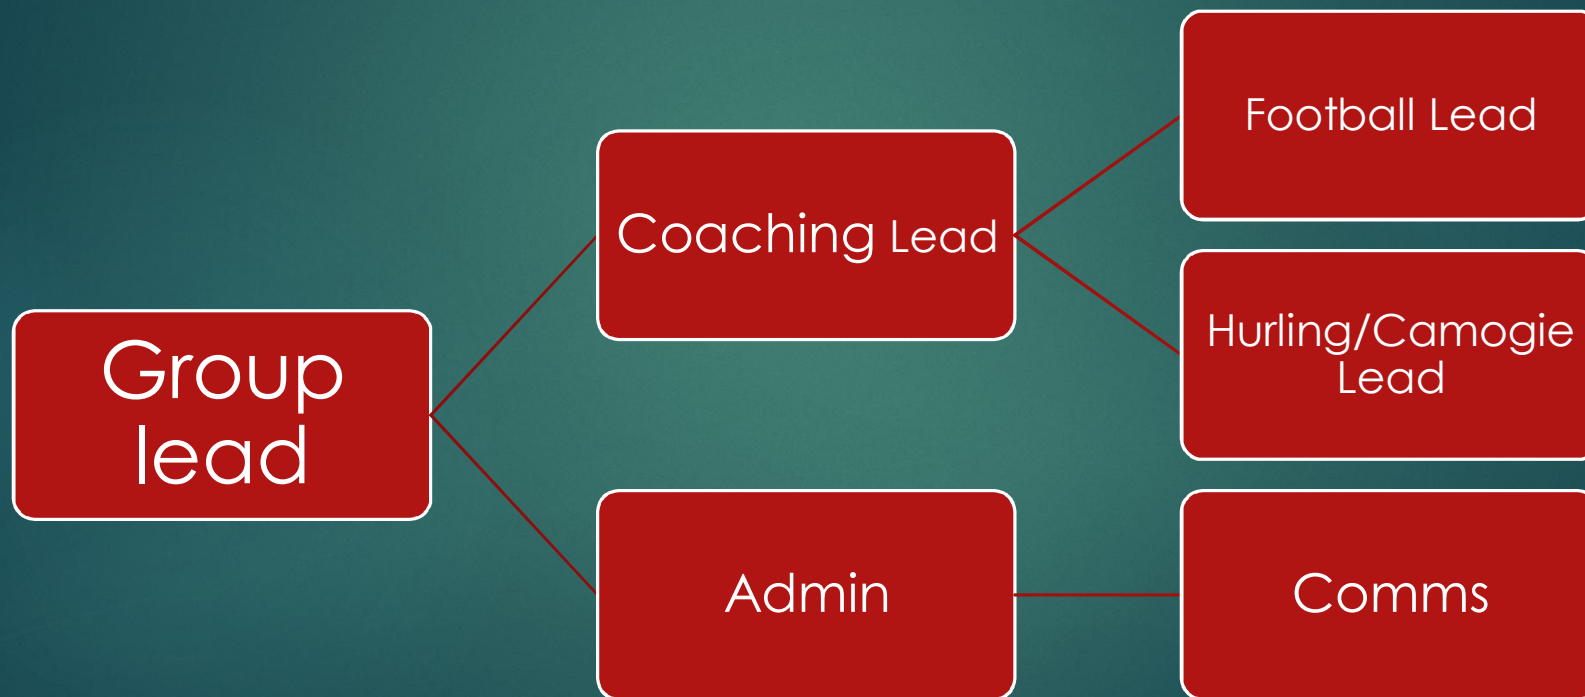 Group
lead
Coaching Lead
Admin
Football Lead
Hurling/Camogie
Lead
Comms